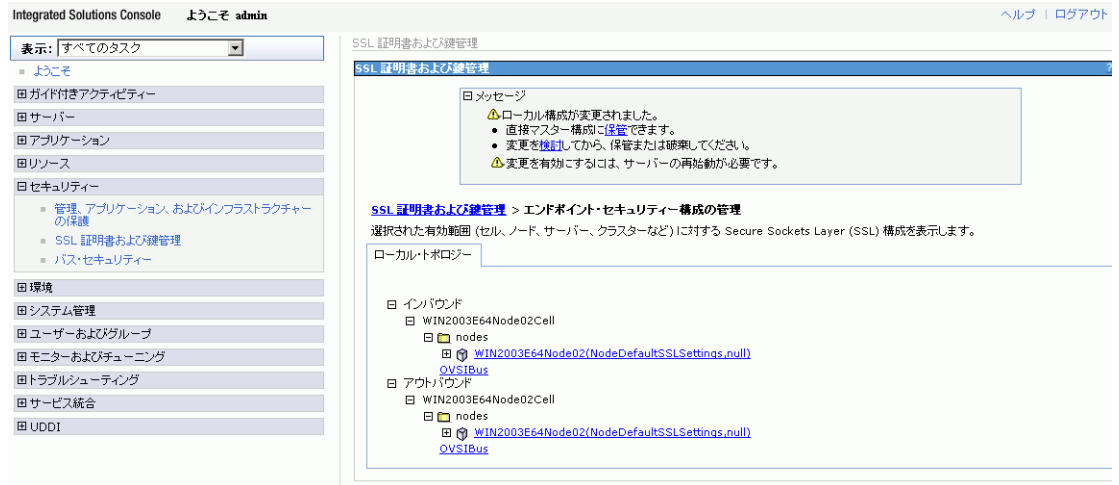 Integrated Solutions Console ようこそ admin ヘルプ | ログアウト
表示: すべてのタスク
ようこそ
ガイド付きアクティビティー
サーバー
アプリケーション
リソース
セキュリティー
管理、アプリケーション、およびインフラストラクチャー
の保護
SSL 証明書および鍵管理
バス・セキュリティー
環境
システム管理
ユーザーおよびグループ
モニターおよびチューニング
トラブルシューティング
サービス統合
UDDI
SSL 証明書および鍵管理
SSL 証明書および鍵管理 ?
メッセージ
ローカル構成が変更されました。
直接マスター構成に保管できます。
変更を検討してから、保管または破棄してください。
変更を有効にするには、サーバーの再始動が必要です。
SSL 証明書および鍵管理 > エンドポイント・セキュリティー構成の管理
選択された有効範囲 (セル、ノード、サーバー、クラスターなど) に対する Secure Sockets Layer (SSL) 構成を表示します。
ローカル・トポロジー
インバウンド
WIN2003E64Node02Cell
nodes
WIN2003E64Node02(NodeDefaultSSLSettings,null)
OVSIBus
アウトバウンド
WIN2003E64Node02Cell
nodes
WIN2003E64Node02(NodeDefaultSSLSettings,null)
OVSIBus